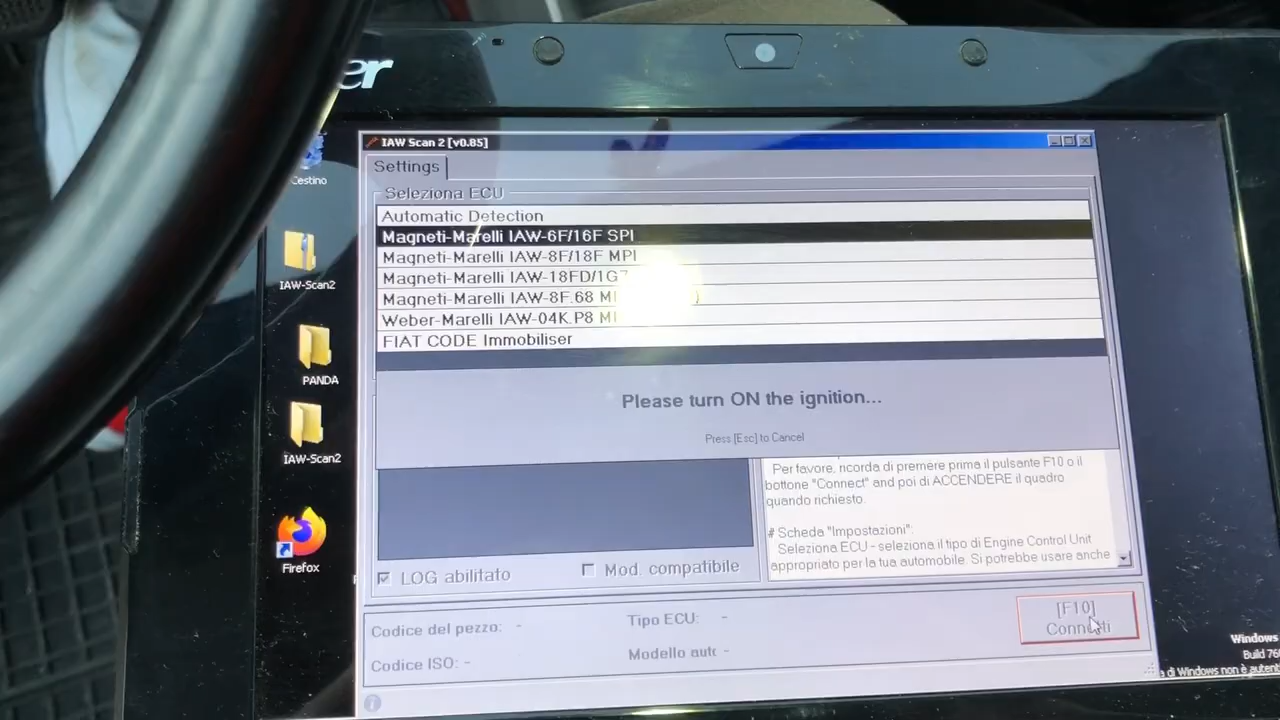 IAW Scan 2 [v0.85]
Settings
Seleziona ECU
Automatic Detection
Magneti-Marelli IAW-6F/16F SPI
Magneti-Marelli IAW-8F/18F MPI
Magneti-Marelli IAW-18FD/1G7
Magneti-Marelli IAW-8F.68
Weber-Marelli IAW-04K.P8
FIAT CODE Immobiliser
Please turn ON the ignition...
Press [Esc] to Cancel
Per favore, ricorda di premere prima il pulsante F10 o il
bottone "Connect" and poi di ACCENDERE il quadro
quando richiesto.
# Scheda "Impostazioni":
Seleziona ECU - seleziona il tipo di Engine Control Unit
appropriato per la tua automobile. Si potrebbe usare anche
LOG abilitato
Mod. compatibile
Codice del pezzo: -
Tipo ECU: -
Codice ISO: -
Modello auto: -
[F10]
Cestino
IAW-Scan2
PANDA
IAW-Scan2
Firefox
Windows
Build 76
di Windows non è